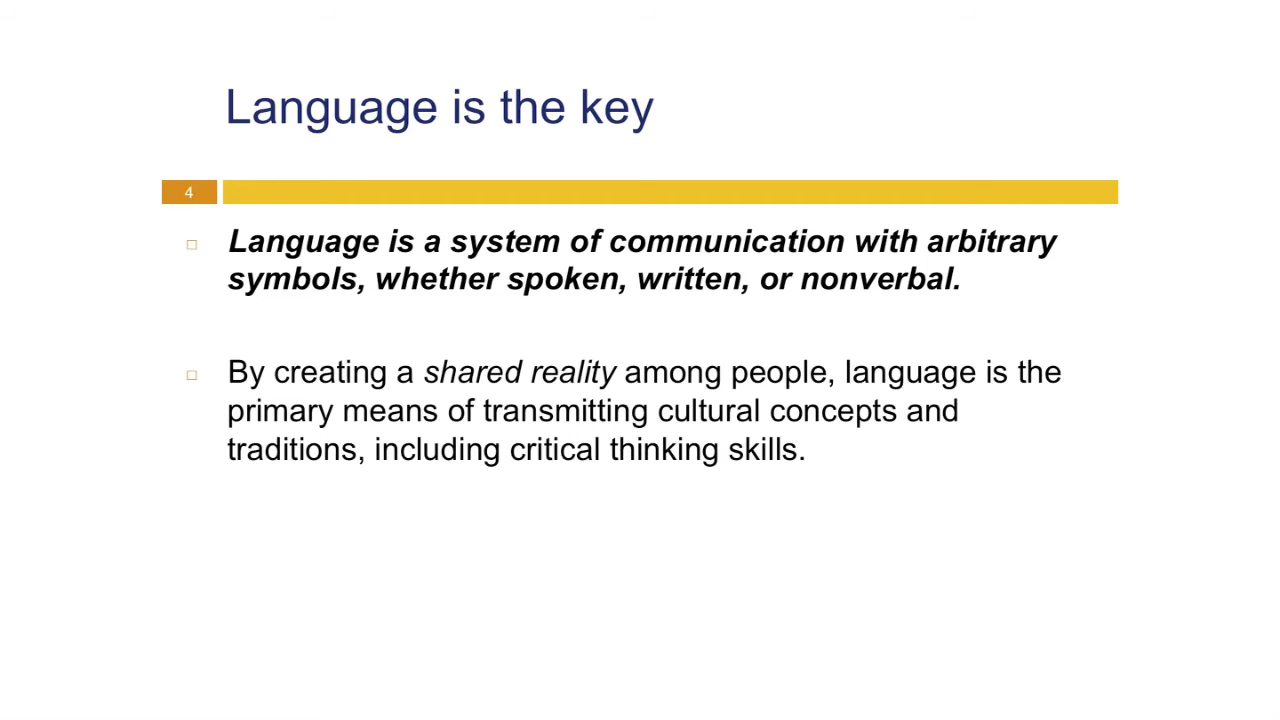 Language is the key
4
Language is a system of communication with arbitrary
symbols, whether spoken, written, or nonverbal.
By creating a shared reality among people, language is the
primary means of transmitting cultural concepts and
traditions, including critical thinking skills.